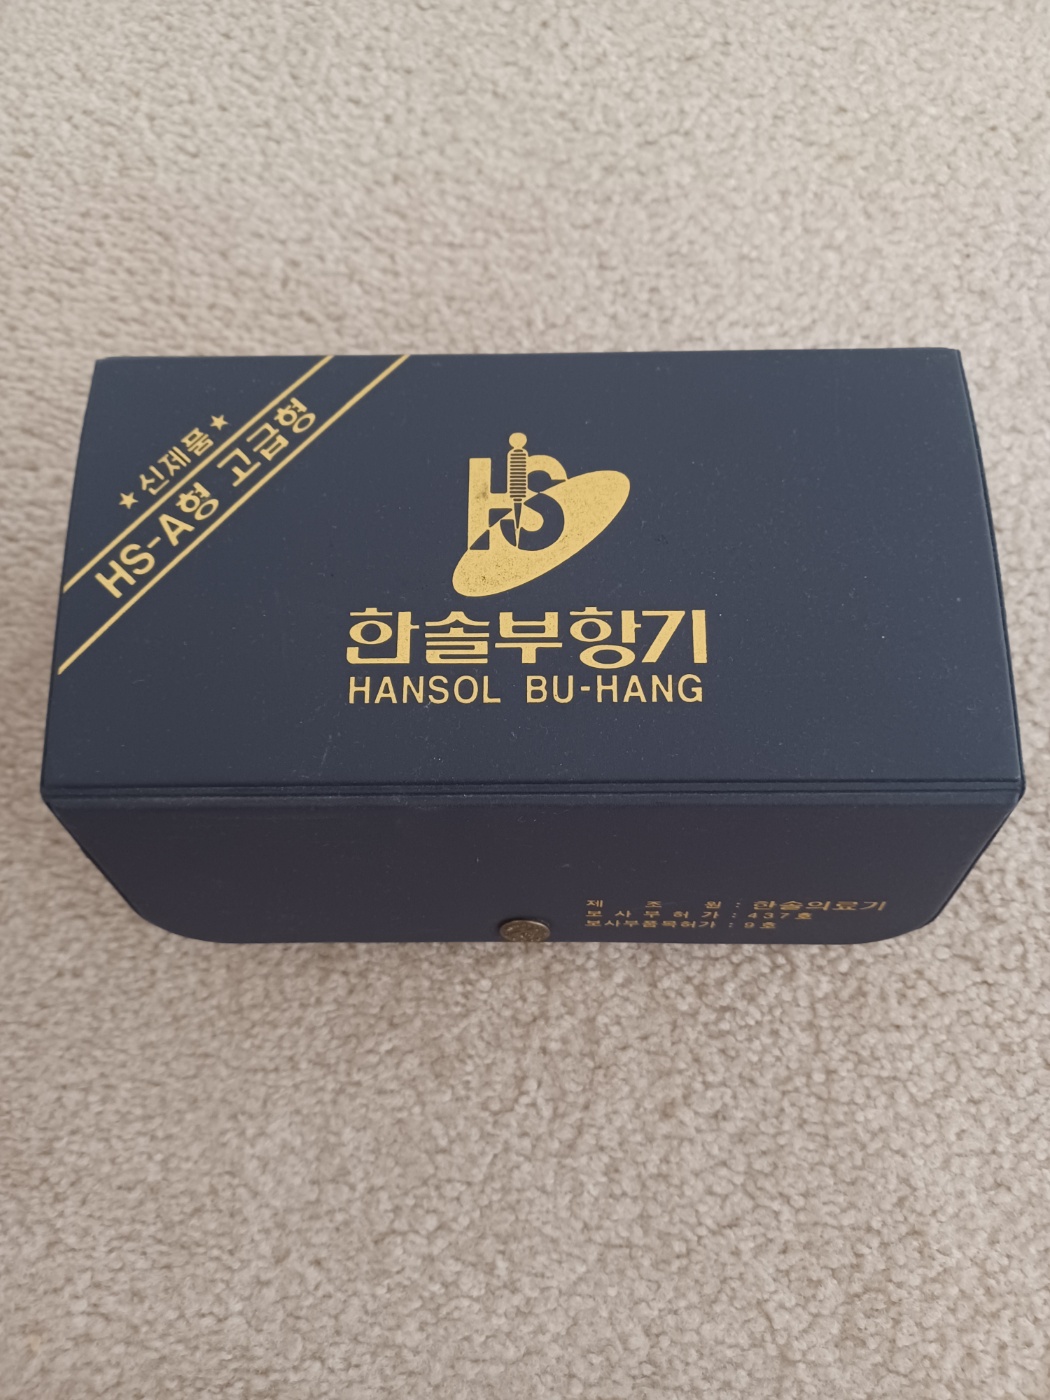 ★신제품★
HS-A형 고급형
HS
한솔부항기
HANSOL BU-HANG
제 조 원 : 한솔의료기
보 사 부 허 가 : 437호
보사부품목허가 : 9호